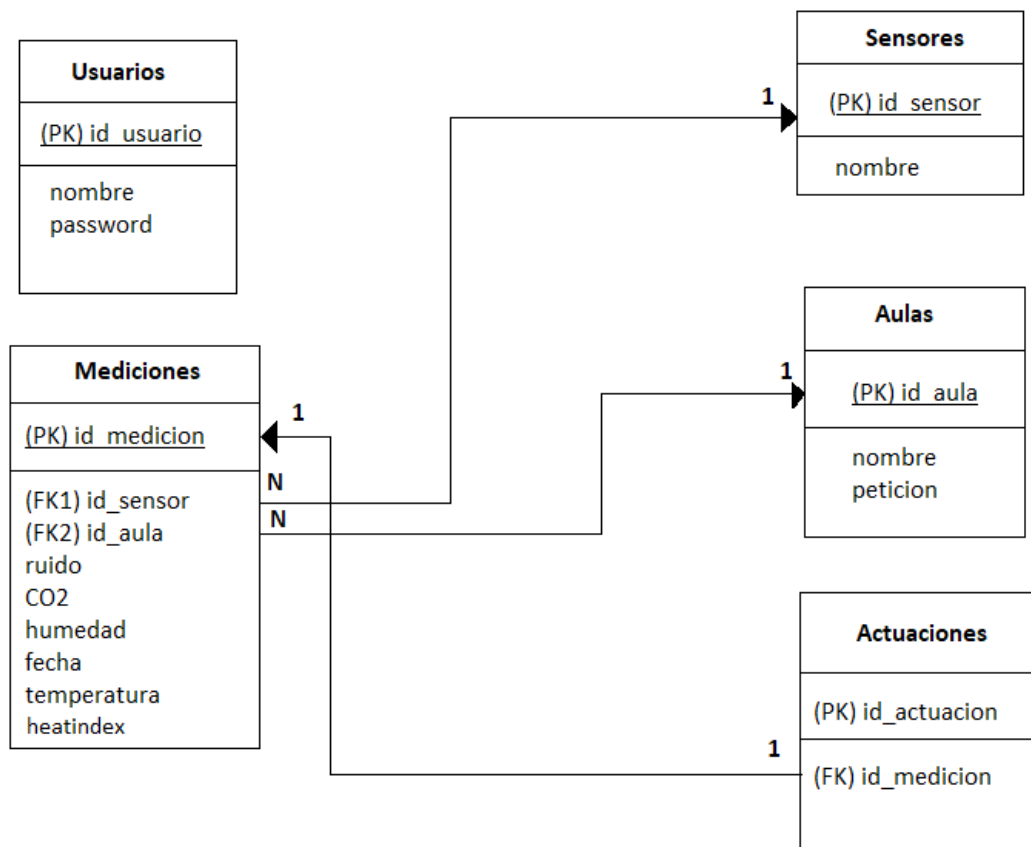 Usuarios
(PK) id_usuario
nombre
password
Sensores
(PK) id_sensor
nombre
1
Aulas
(PK) id_aula
nombre
peticion
1
Mediciones
(PK) id_medicion
(FK1) id_sensor
(FK2) id_aula
ruido
CO2
humedad
fecha
temperatura
heatindex
1
N
N
Actuaciones
(PK) id_actuacion
(FK) id_medicion
1